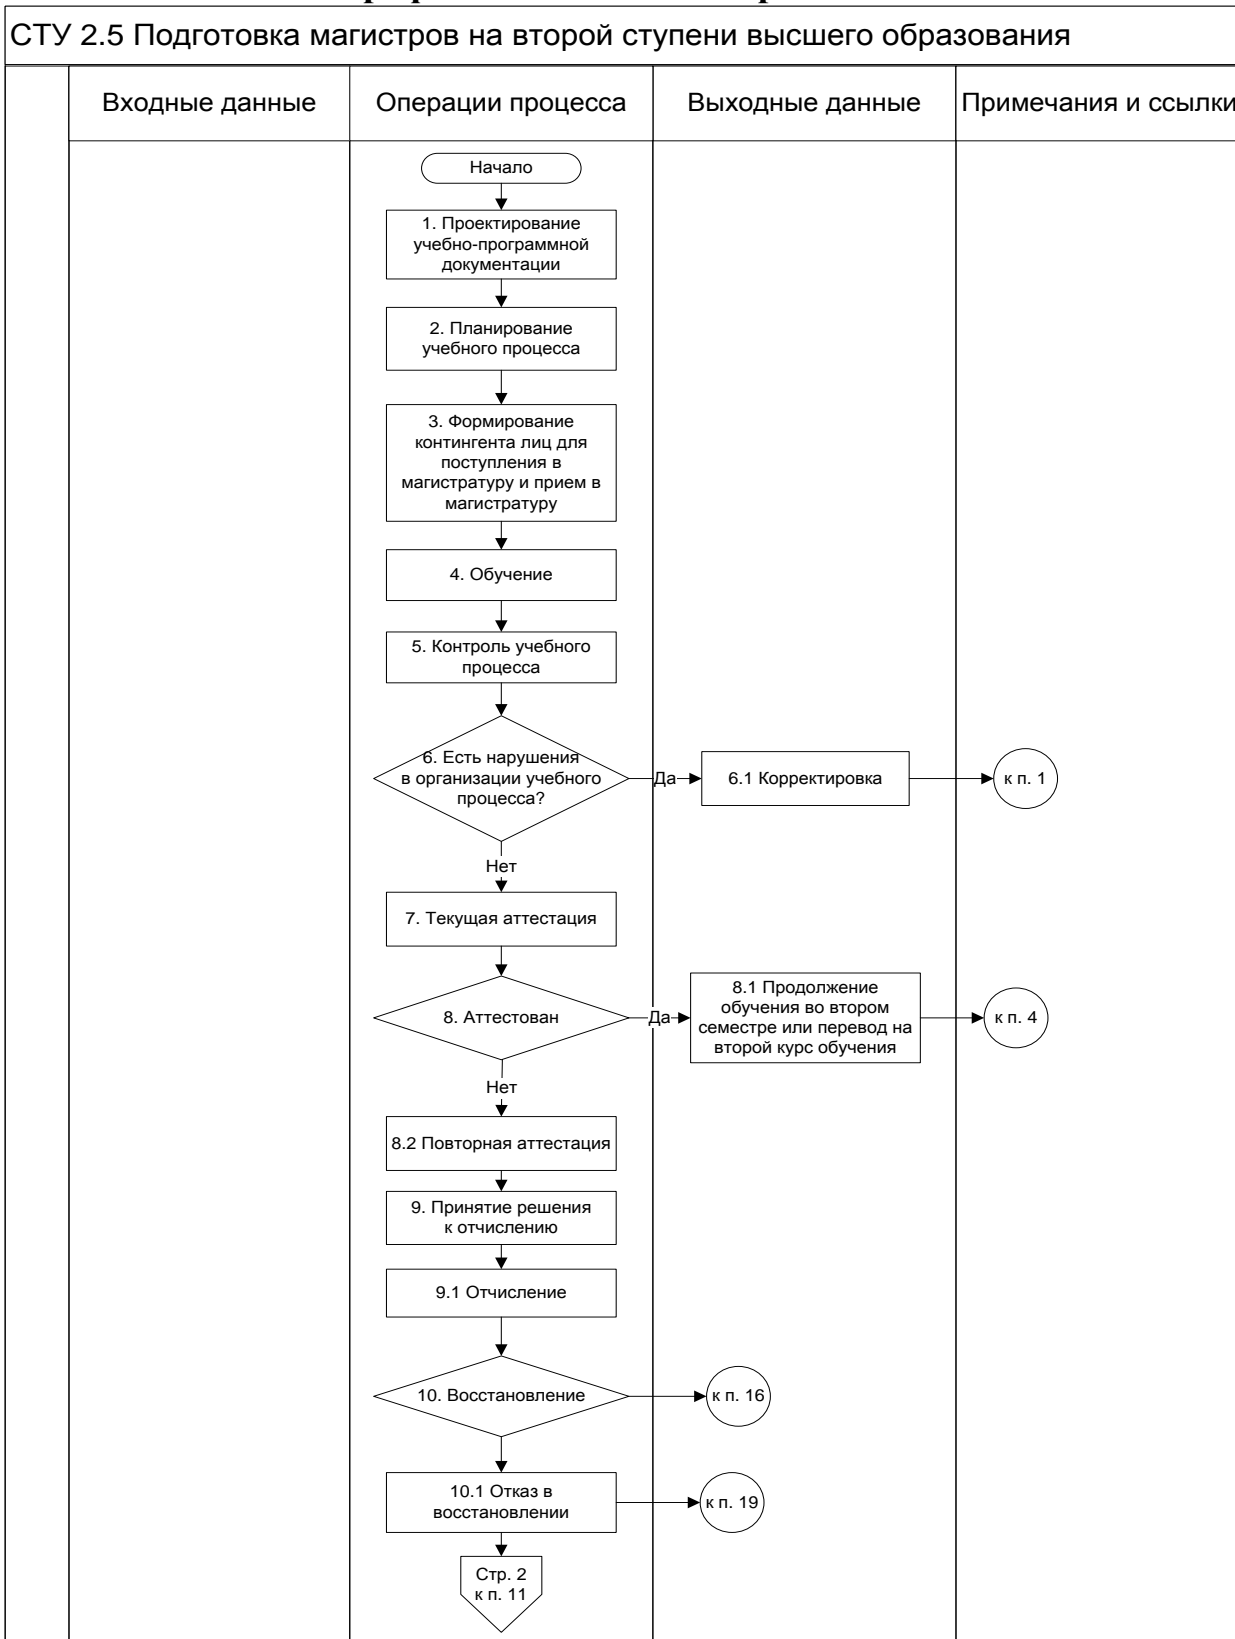 СТУ 2.5 Подготовка магистров на второй ступени высшего образования
Входные данные
Операции процесса
Выходные данные
Примечания и ссылки
Начало
1. Проектирование
учебно-программной
документации
2. Планирование
учебного процесса
3. Формирование
контингента лиц для
поступления в
магистратуру и прием в
магистратуру
4. Обучение
5. Контроль учебного
процесса
6. Есть нарушения
в организации учебного
процесса?
Да
6.1 Корректировка
к п. 1
Нет
7. Текущая аттестация
8. Аттестован
Да
8.1 Продолжение
обучения во втором
семестре или перевод на
второй курс обучения
к п. 4
Нет
8.2 Повторная аттестация
9. Принятие решения
к отчислению
9.1 Отчисление
10. Восстановление
к п. 16
10.1 Отказ в
восстановлении
к п. 19
Стр. 2
к п. 11